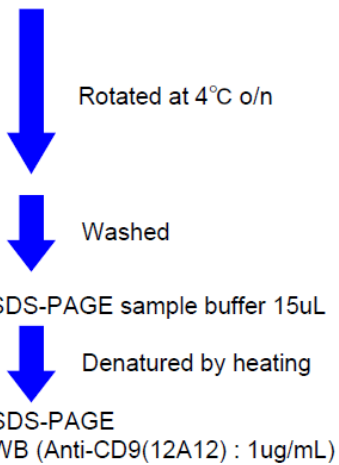 Rotated at 4℃ o/n
Washed
SDS-PAGE sample buffer 15uL
Denatured by heating
SDS-PAGE
WB (Anti-CD9(12A12) : 1ug/mL)